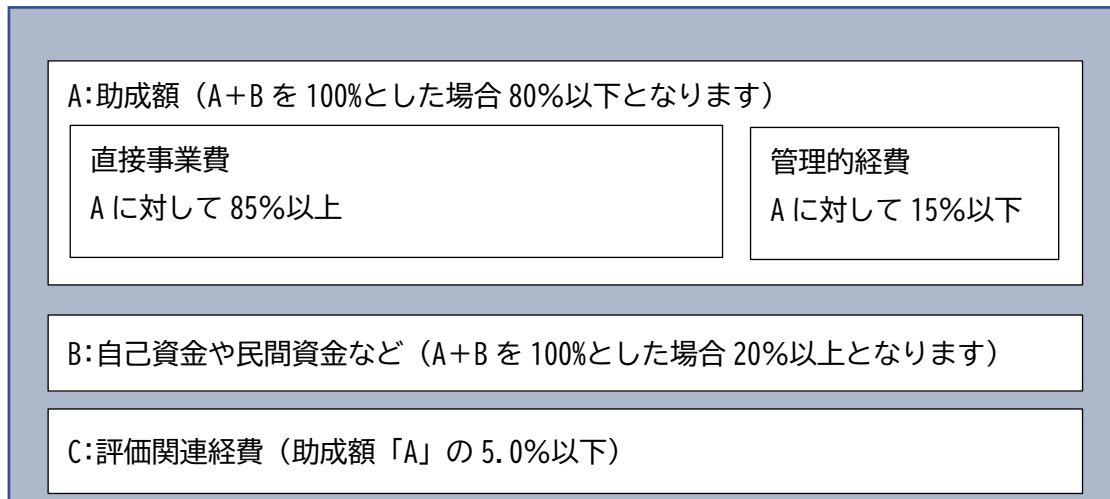 A:助成額（A＋B を 100%とした場合 80％以下となります）
直接事業費
A に対して 85％以上
管理的経費
A に対して 15％以下
B:自己資金や民間資金など（A＋B を 100%とした場合 20％以上となります）
C:評価関連経費（助成額「A」の 5.0％以下）